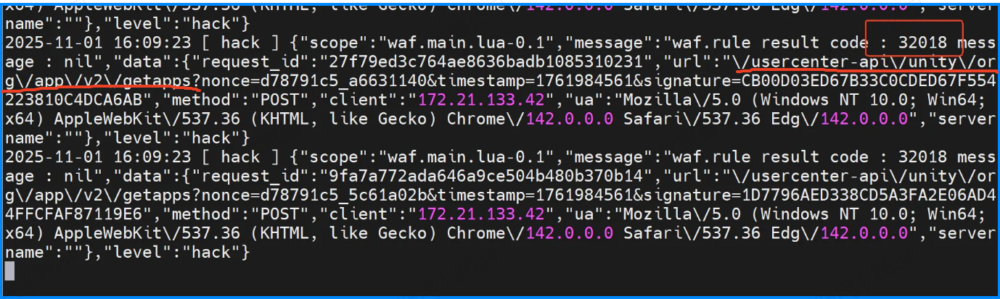 x64) AppleWebKit\/537.36 (KHTML, like Gecko) Chrome\/142.0.0.0 Safari\/537.36 Edg\/142.0.0.0","server
name":""},"level":"hack"}
2025-11-01 16:09:23 [ hack ] {"scope":"waf.main.lua-0.1","message":"waf.rule result code : 32018 mess
age : nil","data":{"request_id":"27f79ed3c764ae8636badb1085310231","url":"\/usercenter-api\/unity\/or
g\/app\/v2\/getapps?nonce=d78791c5_a6631140&timestamp=1761984561&signature=CB00D03ED67B33C0CDED67F554
223810C4DCA6AB","method":"POST","client":"172.21.133.42","ua":"Mozilla\/5.0 (Windows NT 10.0; Win64;
x64) AppleWebKit\/537.36 (KHTML, like Gecko) Chrome\/142.0.0.0 Safari\/537.36 Edg\/142.0.0.0","server
name":""},"level":"hack"}
2025-11-01 16:09:23 [ hack ] {"scope":"waf.main.lua-0.1","message":"waf.rule result code : 32018 mess
age : nil","data":{"request_id":"9fa7a772ada646a9ce504b480b370b14","url":"\/usercenter-api\/unity\/or
g\/app\/v2\/getapps?nonce=d78791c5_5c61a02b&timestamp=1761984561&signature=1D7796AED338CD5A3FA2E06AD4
4FFCFAF87119E6","method":"POST","client":"172.21.133.42","ua":"Mozilla\/5.0 (Windows NT 10.0; Win64;
x64) AppleWebKit\/537.36 (KHTML, like Gecko) Chrome\/142.0.0.0 Safari\/537.36 Edg\/142.0.0.0","server
name":""},"level":"hack"}